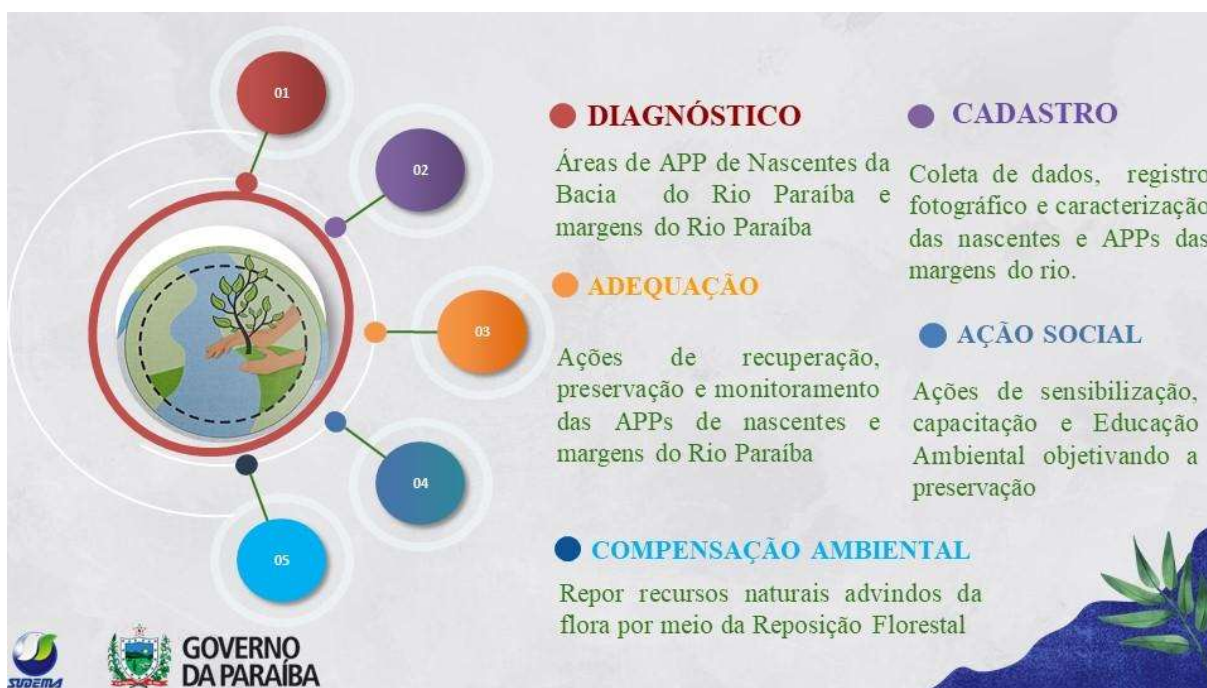 01
02
03
04
05
DIAGNÓSTICO
Áreas de APP de Nascentes da
Bacia do Rio Paraíba e
margens do Rio Paraíba
CADASTRO
Coleta de dados, registro
fotográfico e caracterização
das nascentes e APPs das
margens do rio.
ADEQUAÇÃO
Ações de recuperação,
preservação e monitoramento
das APPs de nascentes e
margens do Rio Paraíba
AÇÃO SOCIAL
Ações de sensibilização,
capacitação e Educação
Ambiental objetivando a
preservação
COMPENSAÇÃO AMBIENTAL
Repor recursos naturais advindos da
flora por meio da Reposição Florestal
SUDEMA
GOVERNO
DA PARAÍBA